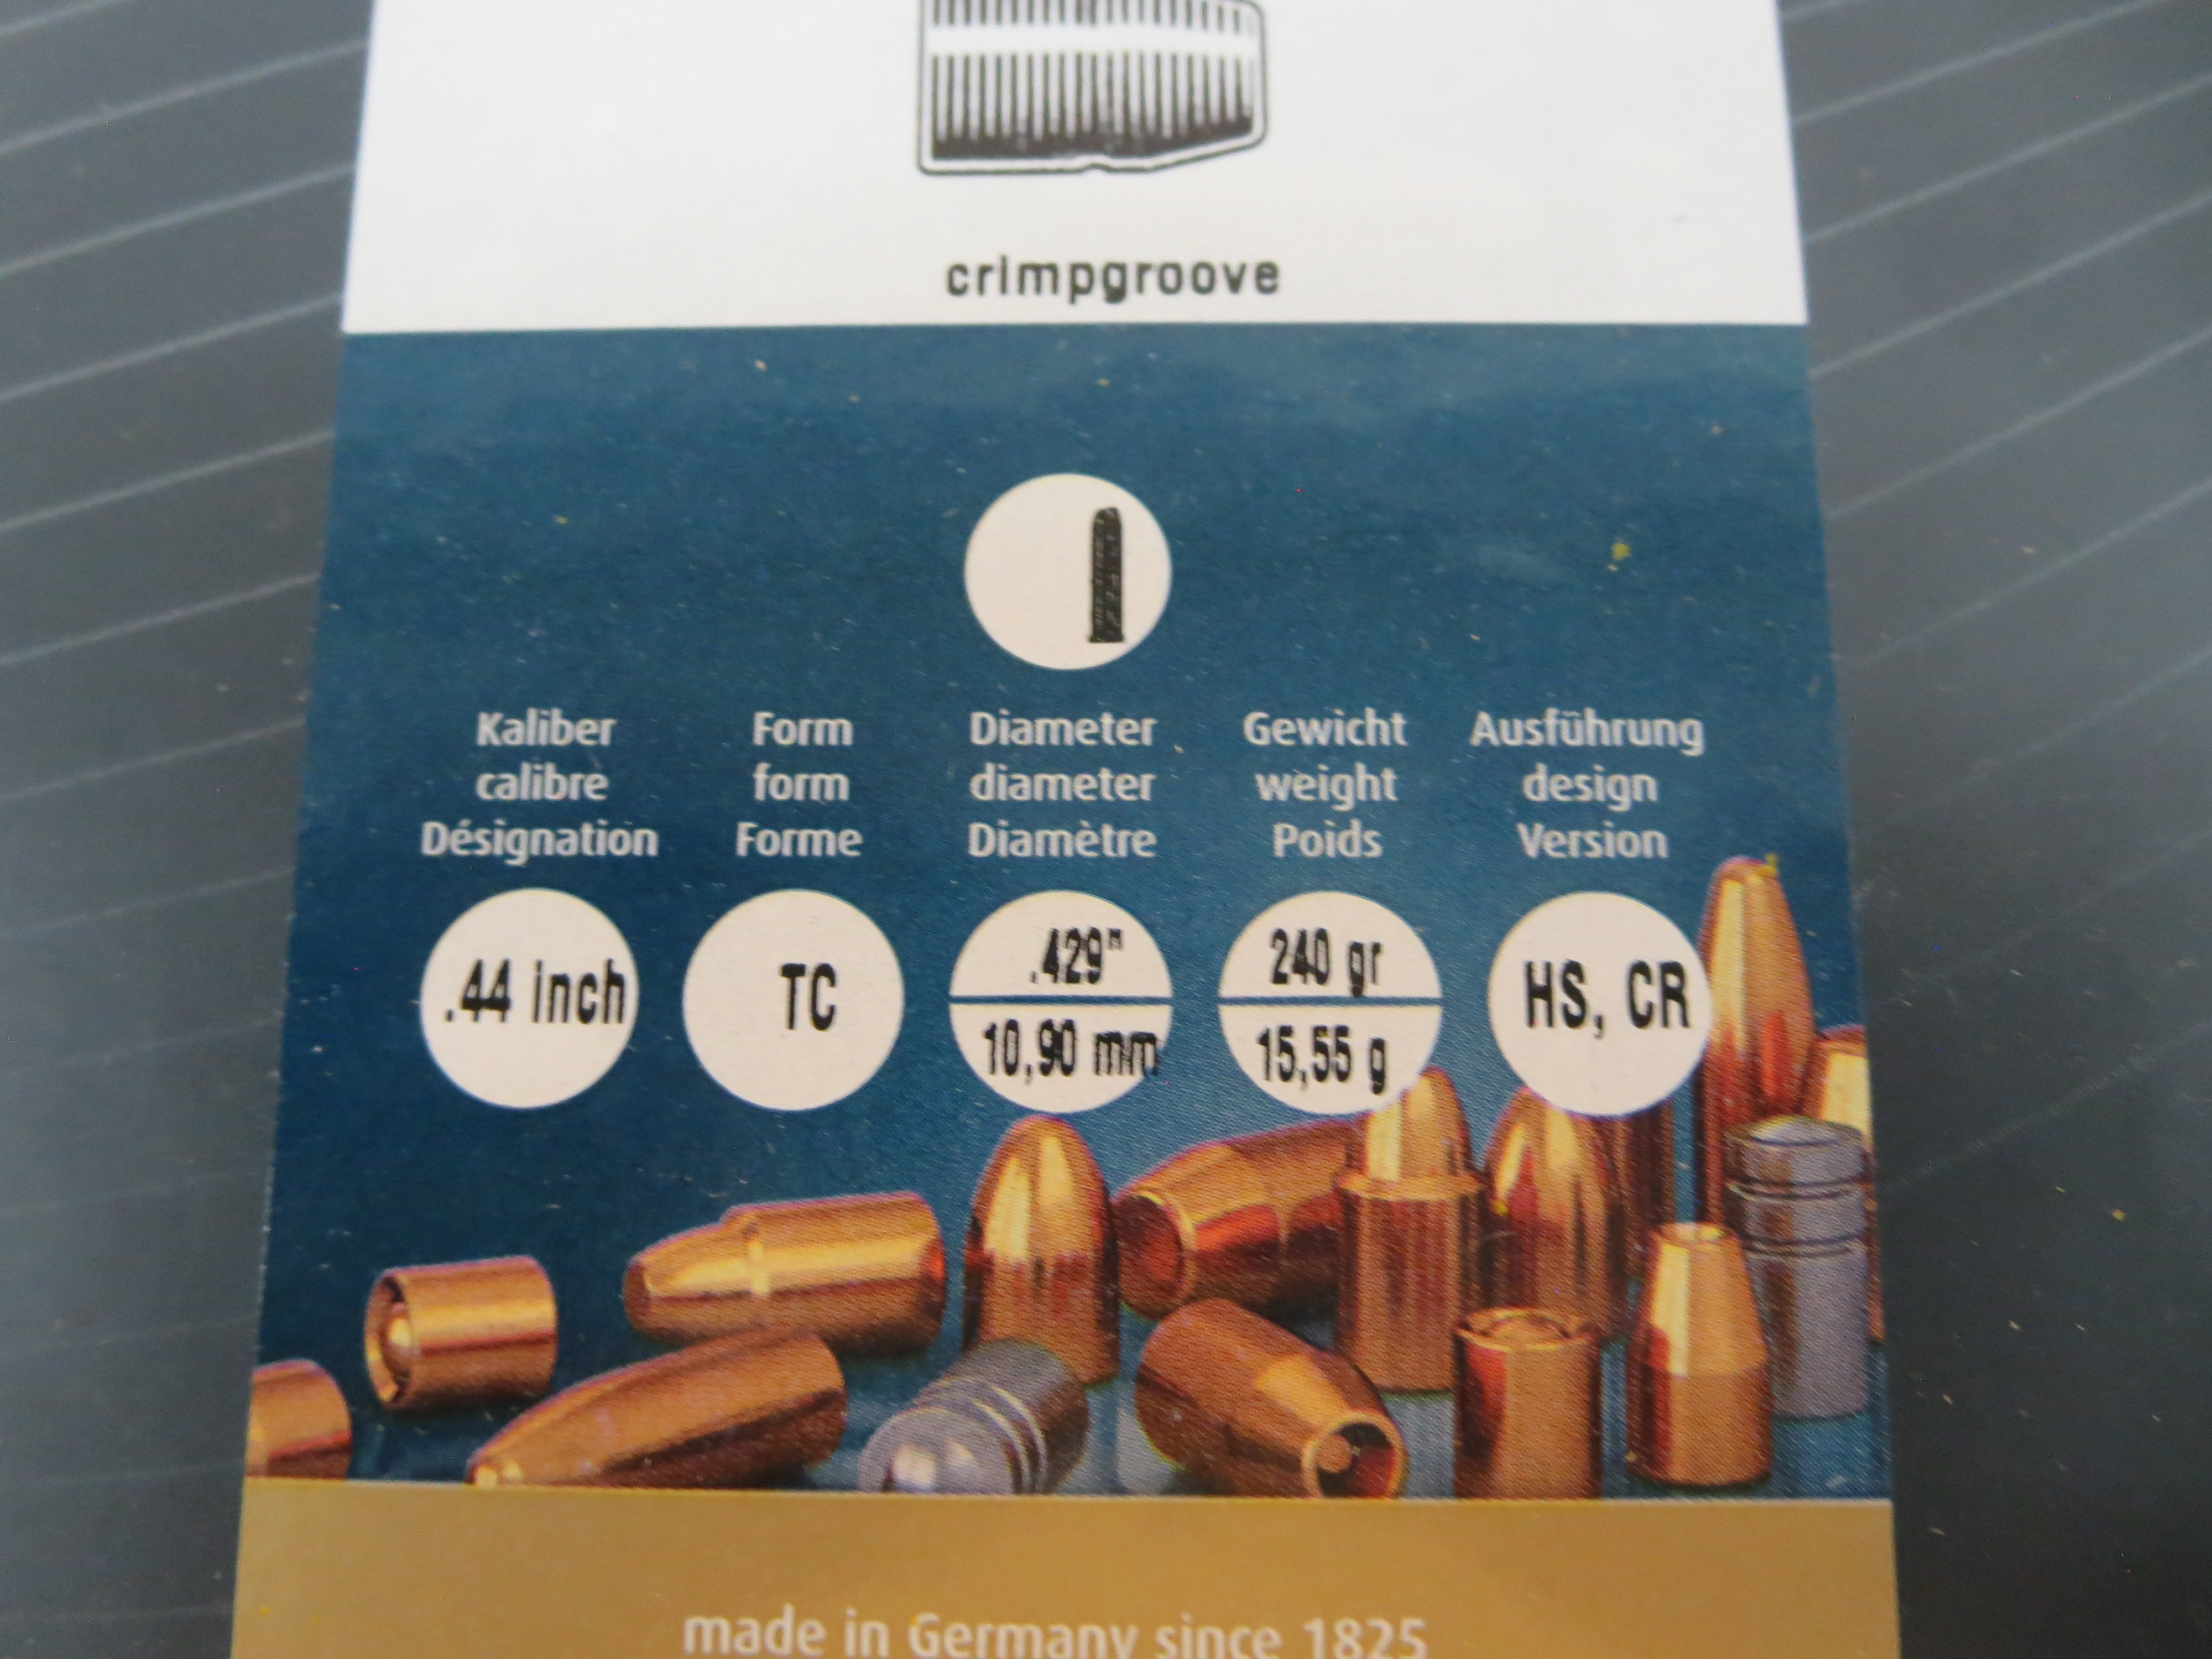 crimpgroove
Kaliber
calibre
Désignation
Form
form
Forme
Diameter
diameter
Diamètre
Gewicht
weight
Poids
Ausführung
design
Version
.44 inch
TC
.429"
10,90 mm
240 gr
15,55 g
HS, CR
made in Germany since 1825